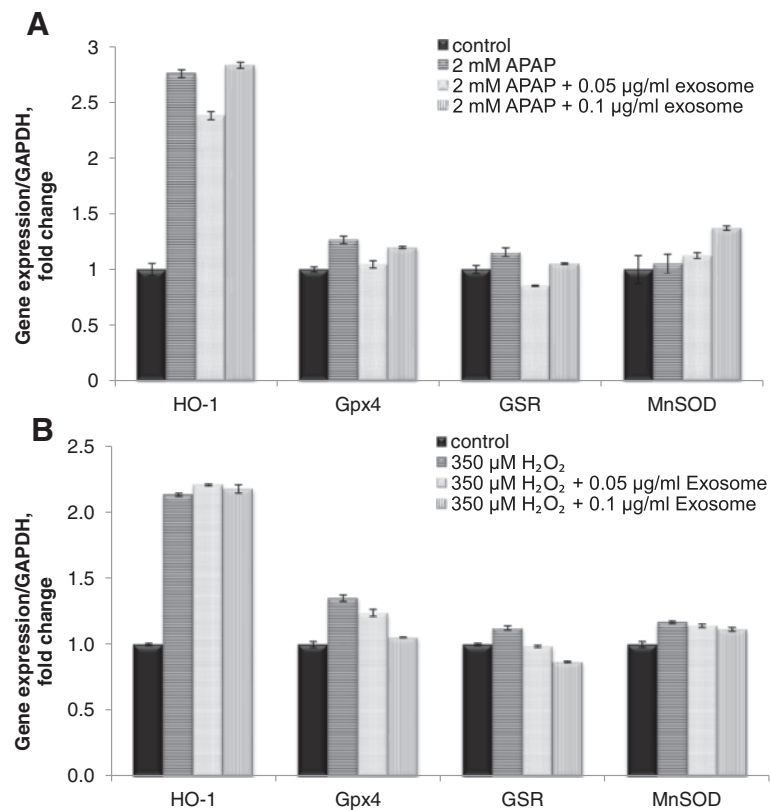 A
Gene expression/GAPDH,
fold change
3
2.5
2
1.5
1
0.5
0
control
2 mM APAP
2 mM APAP + 0.05 µg/ml exosome
2 mM APAP + 0.1 µg/ml exosome
HO-1 Gpx4 GSR MnSOD
B
Gene expression/GAPDH,
fold change
2.5
2.0
1.5
1.0
0.5
0.0
control
350 µM H₂O₂
350 µM H₂O₂ + 0.05 µg/ml Exosome
350 µM H₂O₂ + 0.1 µg/ml Exosome
HO-1 Gpx4 GSR MnSOD